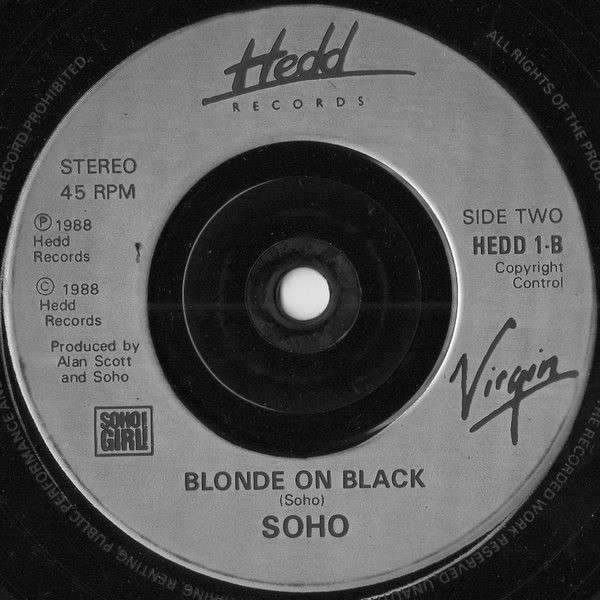 Hedd
RECORDS
STEREO
45 RPM
Ⓟ 1988
Hedd
Records
© 1988
Hedd
Records
Produced by
Alan Scott
and Soho
SOHO!
GIRL!
SIDE TWO
HEDD 1-B
Copyright
Control
Virgin
BLONDE ON BLACK
(Soho)
SOHO
ALL RIGHTS OF THE PRODU
THE RECORDED WORK RESERVED. UNAU
RENTING, PUBLIC PERFORMANCE AN
RECORD PROHIBITED.